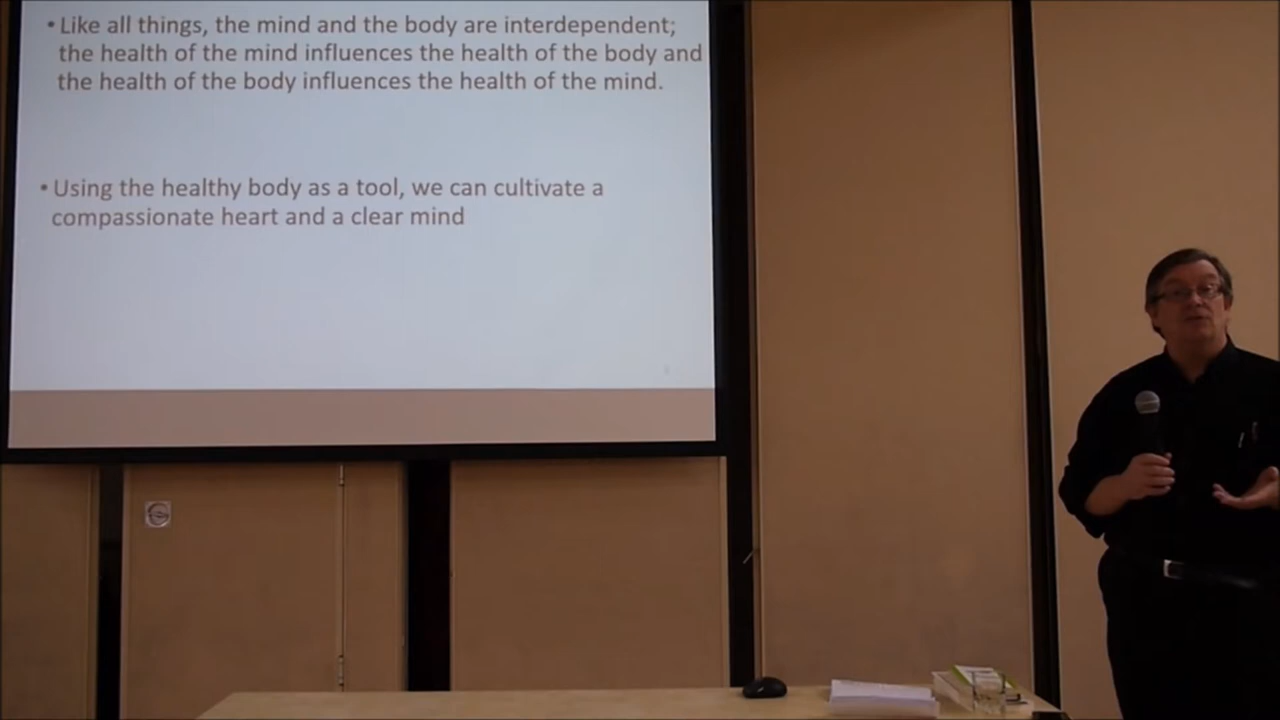 • Like all things, the mind and the body are interdependent;
the health of the mind influences the health of the body and
the health of the body influences the health of the mind.
• Using the healthy body as a tool, we can cultivate a
compassionate heart and a clear mind